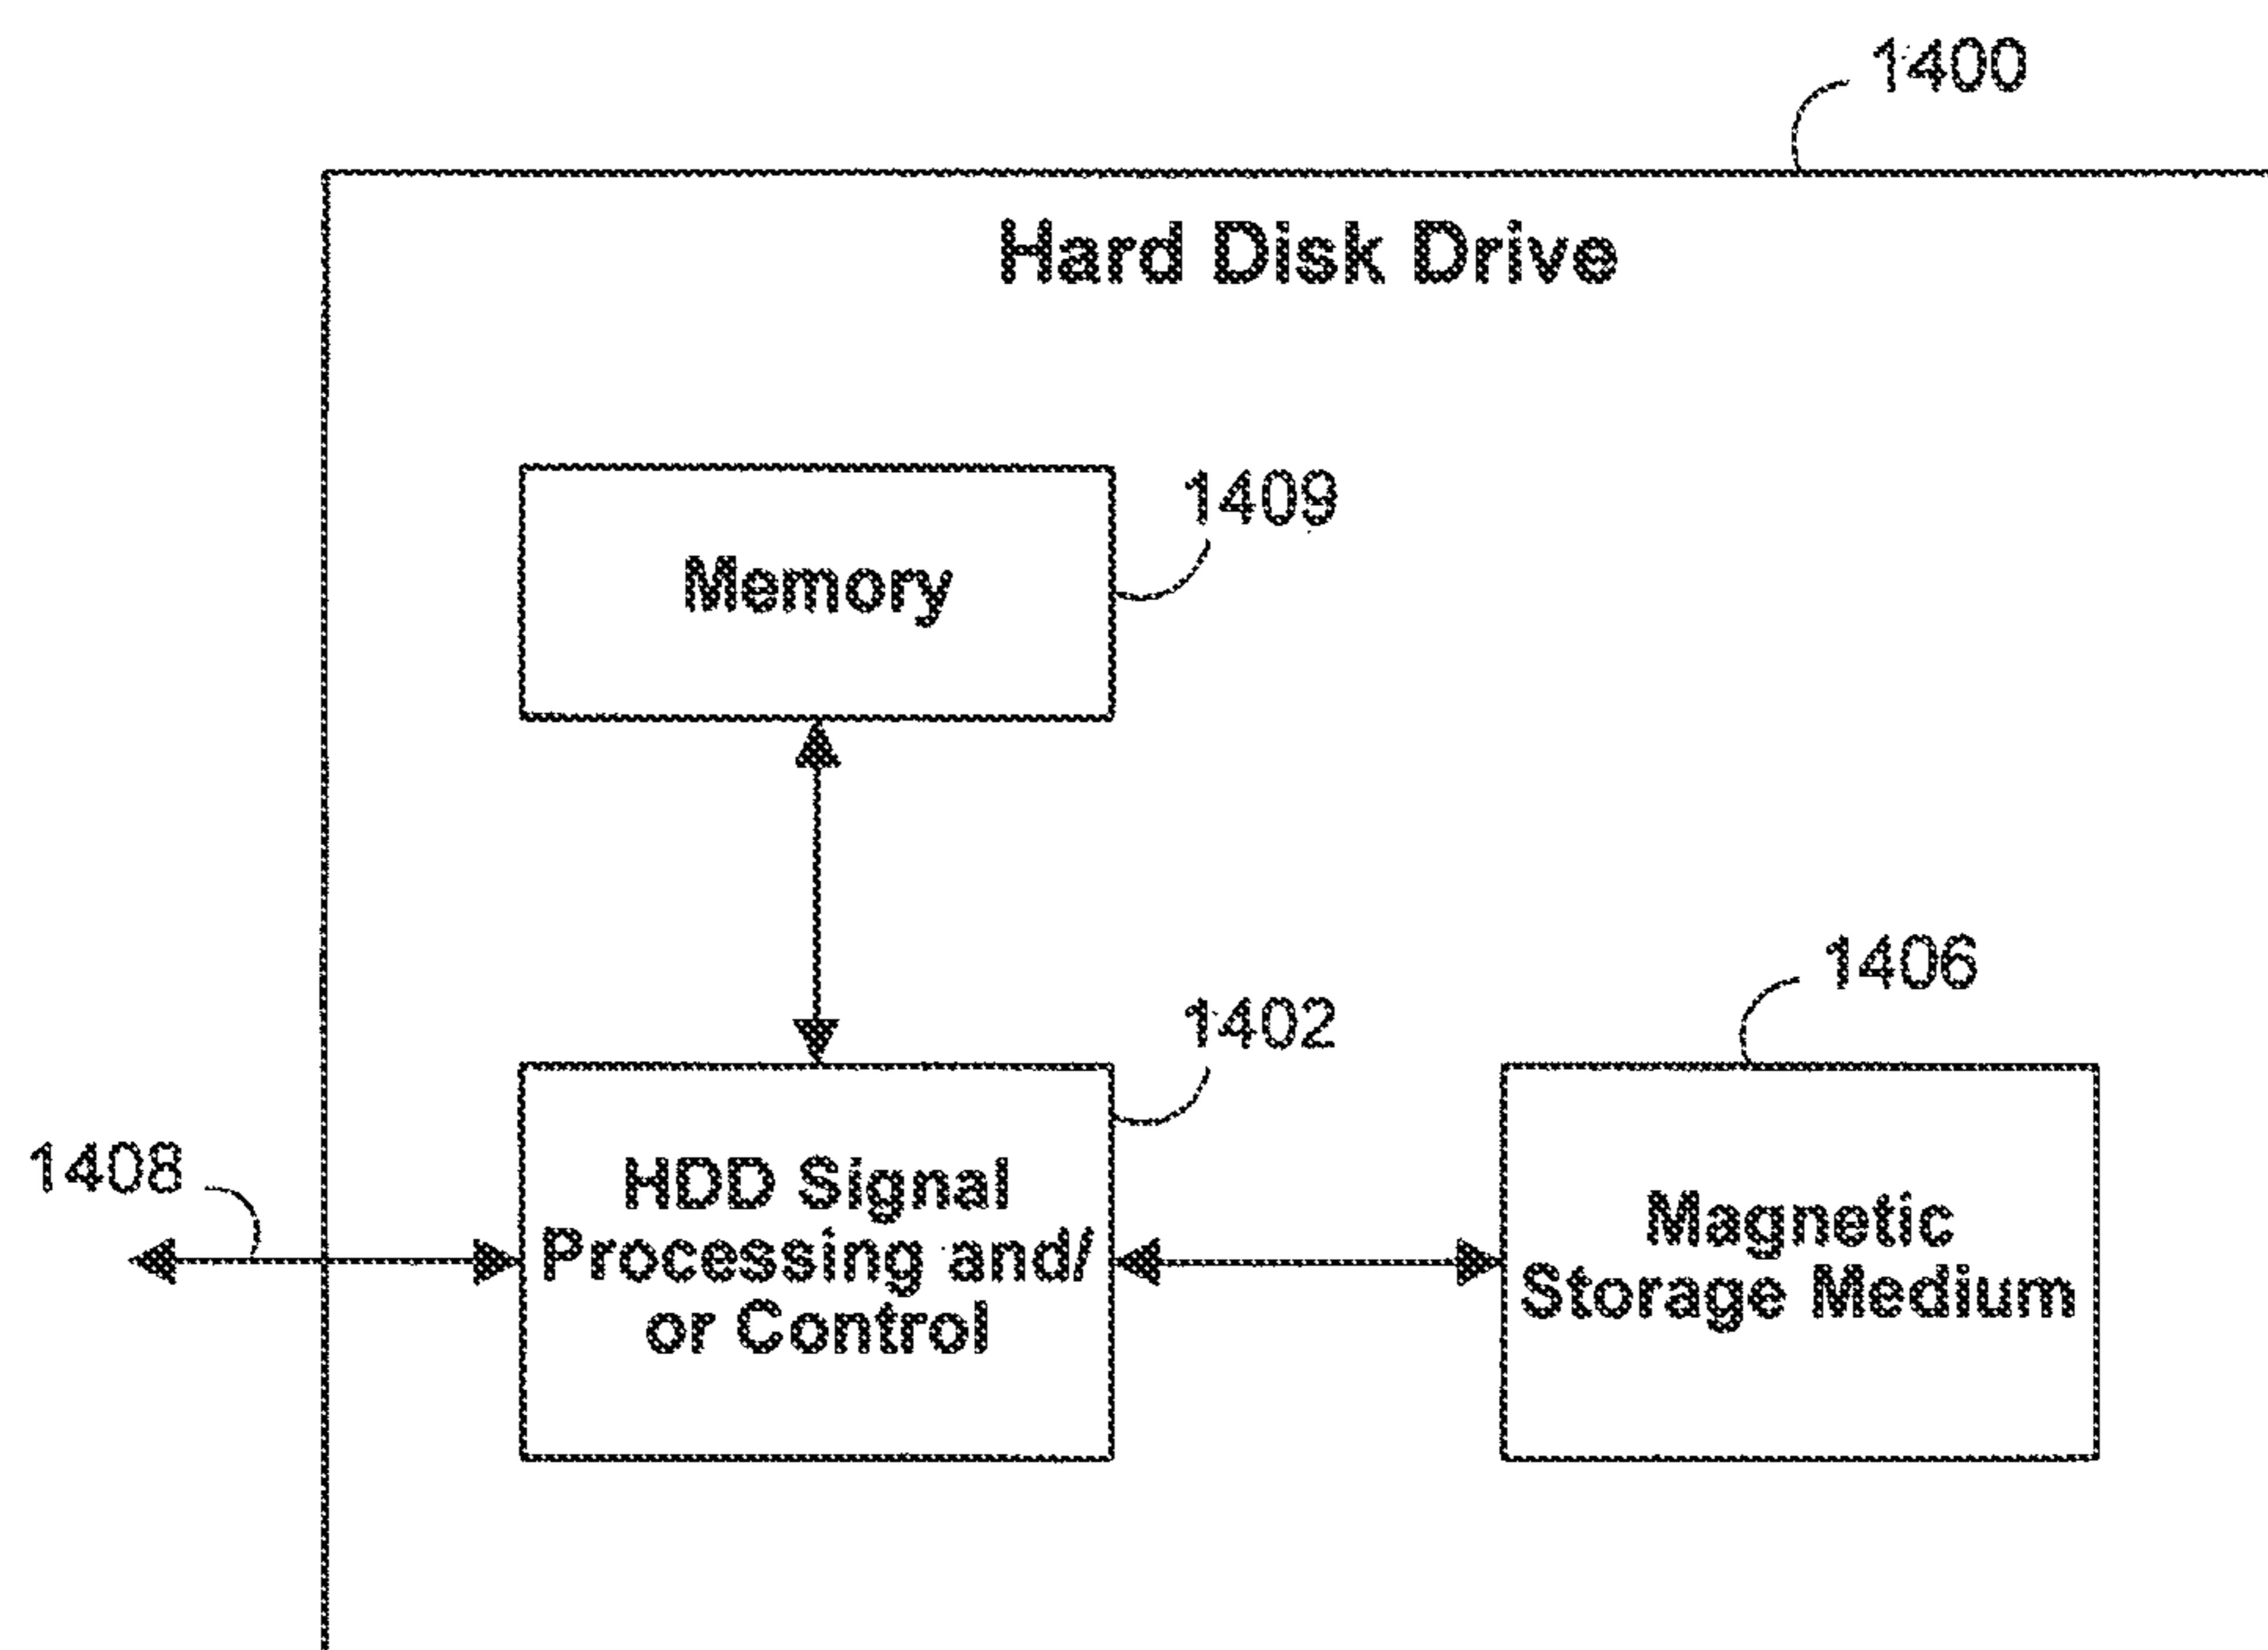 1400
Hard Disk Drive
1409
Memory
1406
1402
1408
HDD Signal
Processing and/
or Control
Magnetic
Storage Medium